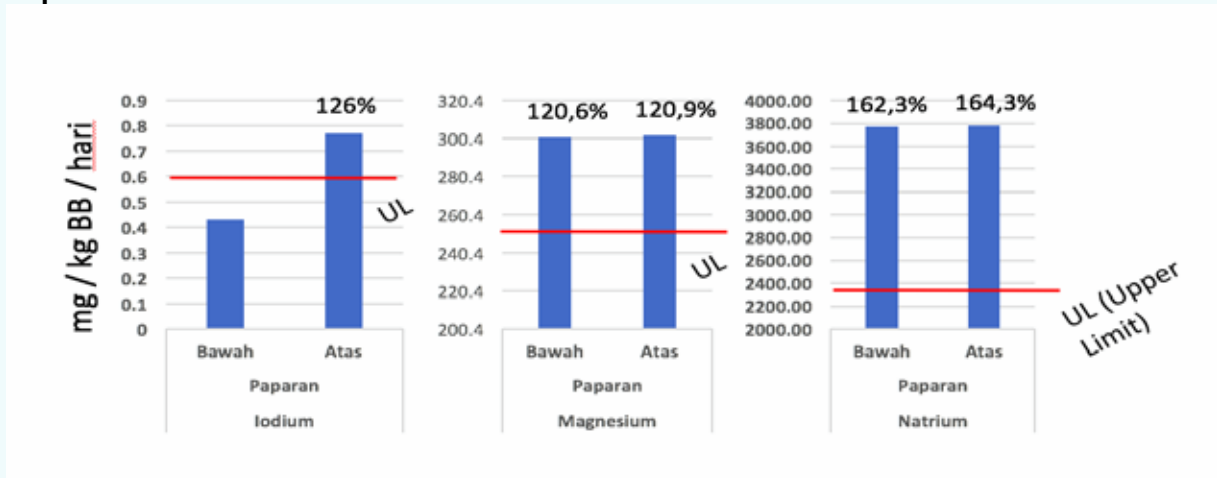 mg / kg BB / hari
0.9
0.8
0.7
0.6
0.5
0.4
0.3
0.2
0.1
0
126%
UL
Bawah Atas
Paparan
Iodium
320.4
300.4
280.4
260.4
240.4
220.4
200.4
120,6% 120,9%
UL
Bawah Atas
Paparan
Magnesium
4000.00
3800.00
3600.00
3400.00
3200.00
3000.00
2800.00
2600.00
2400.00
2200.00
2000.00
162,3% 164,3%
UL (Upper
Limit)
Bawah Atas
Paparan
Natrium